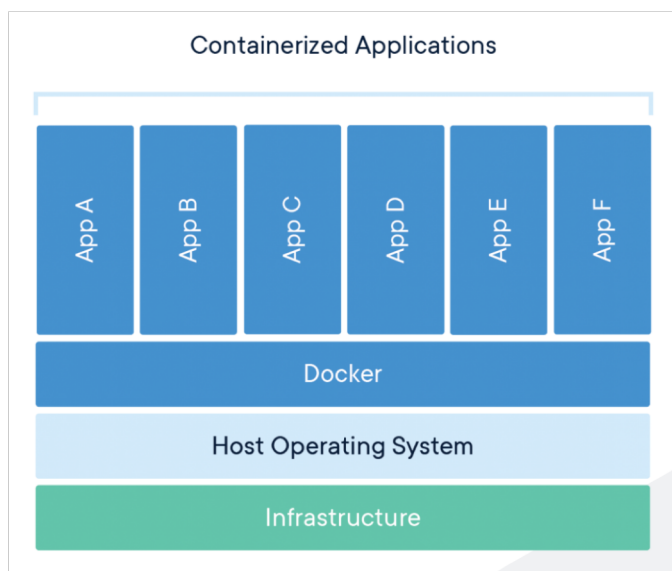 Containerized Applications
App A
App B
App C
App D
App E
App F
Docker
Host Operating System
Infrastructure